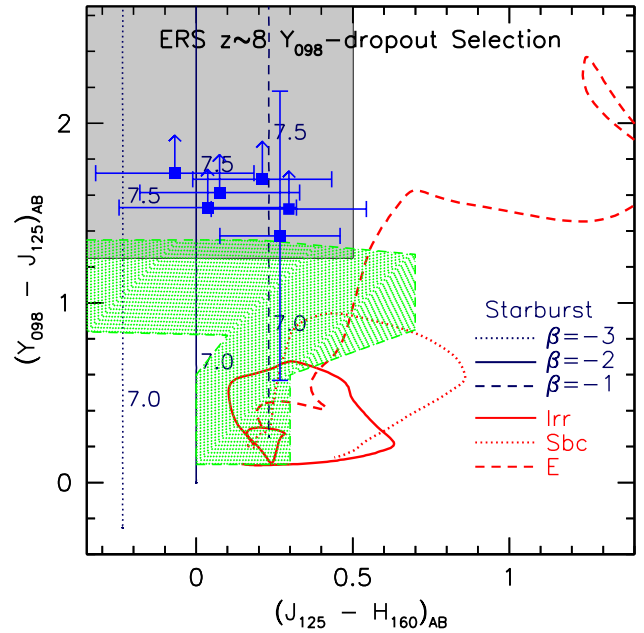 ERS z~8 Y098-dropout Selection
(Y098 − J125)AB
2
1
0
7.5
7.5
7.5
7.0
7.0
7.0
Starburst
β=−3
β=−2
β=−1
Irr
Sbc
E
0
0.5
1
(J125 − H160)AB